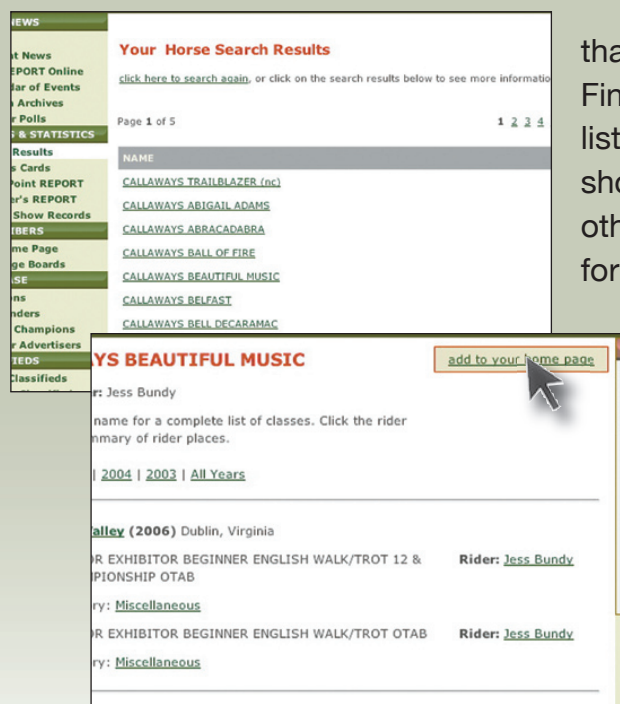 NEWS
t News
EPORT Online
ar of Events
Archives
r Polls
& STATISTICS
Results
s Cards
Point REPORT
er's REPORT
Show Records
IBERS
me Page
ge Boards
SE
ns
nders
Champions
r Advertisers
IEDS
Classifieds
Your Horse Search Results
click here to search again, or click on the search results below to see more informatio
Page 1 of 5
1 2 3 4
NAME
CALLAWAYS TRAILBLAZER (nc)
CALLAWAYS ABIGAIL ADAMS
CALLAWAYS ABRACADABRA
CALLAWAYS BALL OF FIRE
CALLAWAYS BEAUTIFUL MUSIC
CALLAWAYS BELFAST
CALLAWAYS BELL DECARAMAC
tha
Fin
list
sho
oth
for
YS BEAUTIFUL MUSIC
add to your home page
r: Jess Bundy
name for a complete list of classes. Click the rider
mmary of rider places.
| 2004 | 2003 | All Years
alley (2006) Dublin, Virginia
OR EXHIBITOR BEGINNER ENGLISH WALK/TROT 12 &
MPIONSHIP OTAB
Rider: Jess Bundy
ry: Miscellaneous
OR EXHIBITOR BEGINNER ENGLISH WALK/TROT OTAB
Rider: Jess Bundy
ry: Miscellaneous